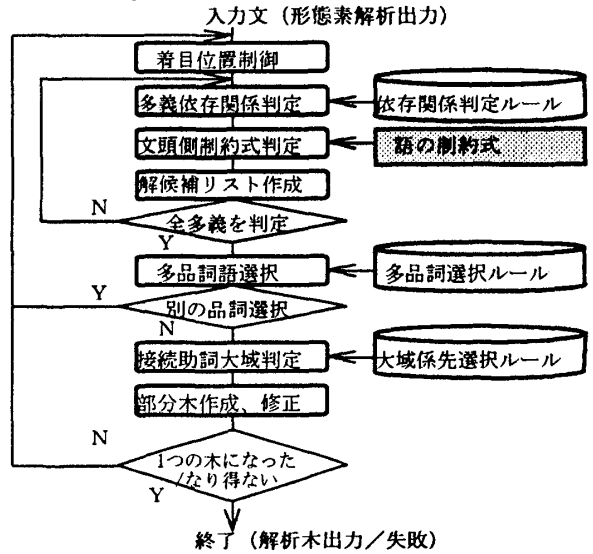 入力文（形態素解析出力）
着目位置制御
多義依存関係判定
依存関係判定ルール
文頭側制約式判定
語の制約式
解候補リスト作成
N
全多義を判定
Y
多品詞語選択
多品詞選択ルール
Y
別の品詞選択
N
接続助詞大域判定
大域係先選択ルール
部分木作成、修正
N
1つの木になった
/なり得ない
Y
終了（解析木出力／失敗）